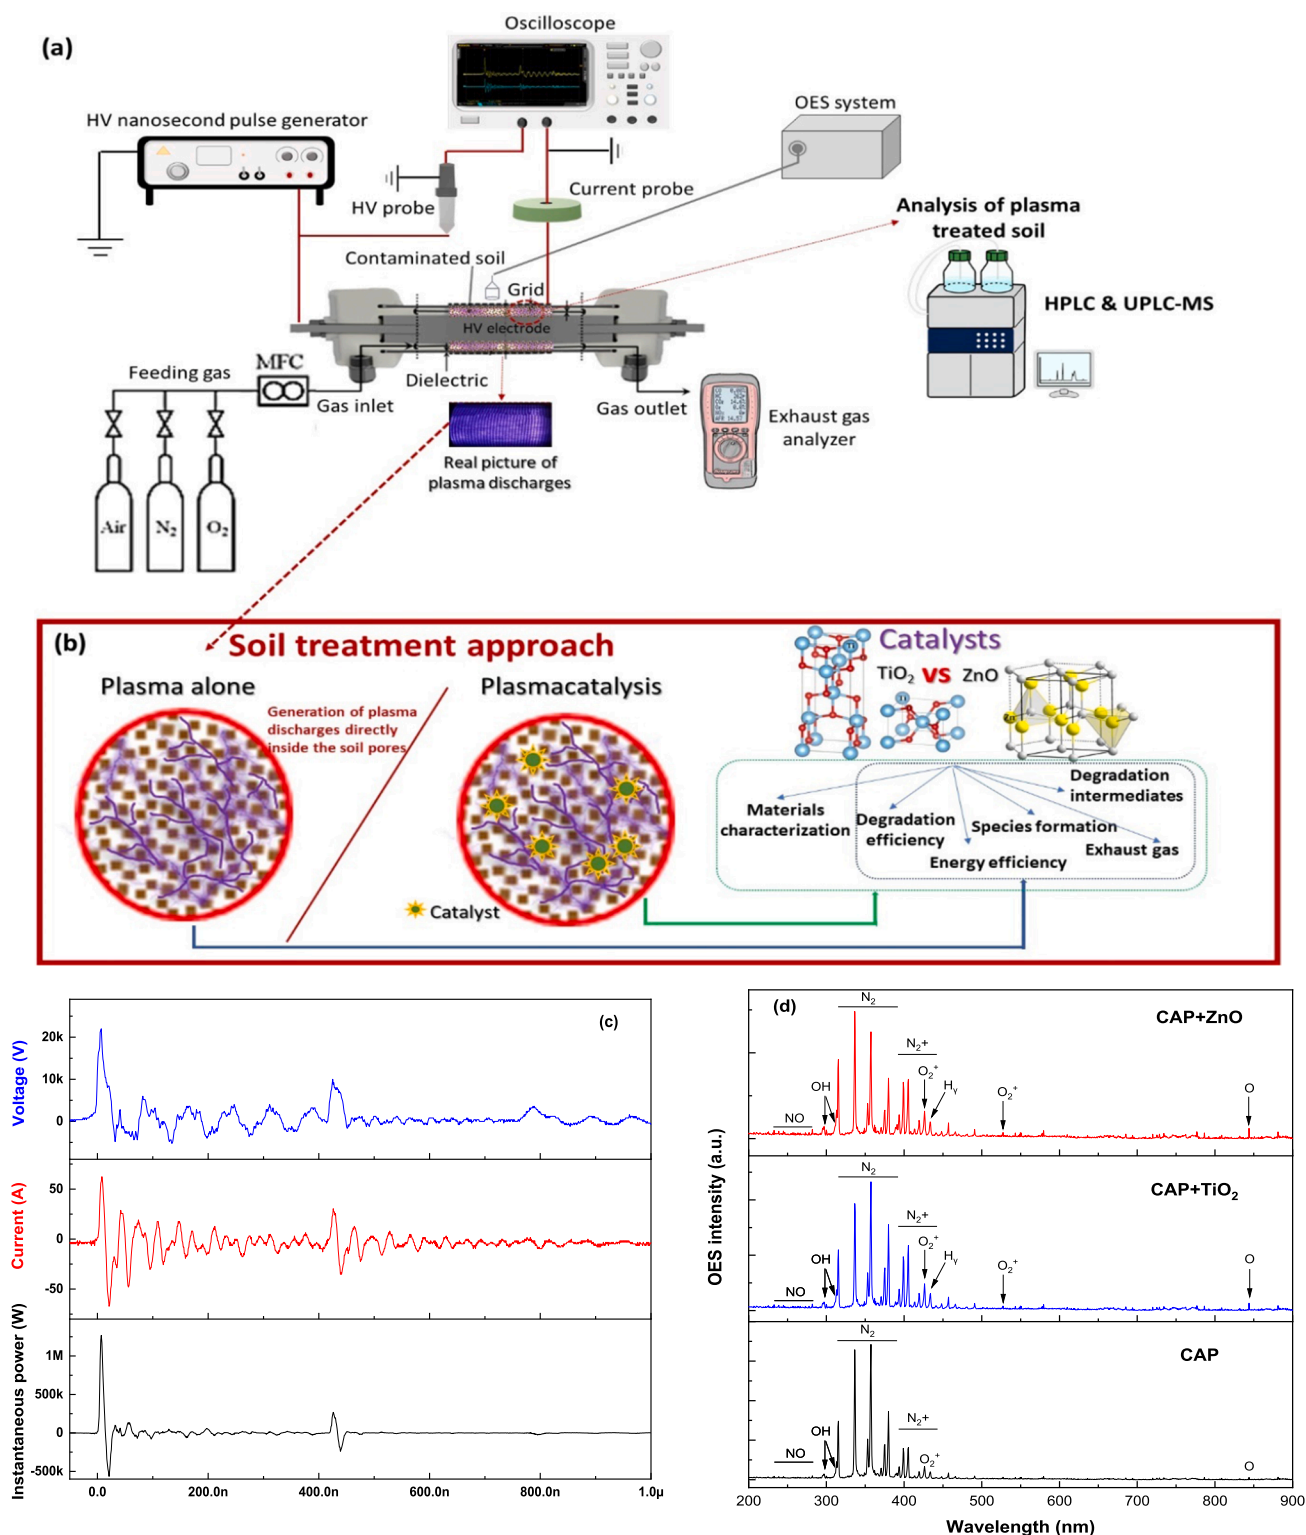 (a)
Oscilloscope
OES system
HV nanosecond pulse generator
HV probe
Current probe
Analysis of plasma
treated soil
Contaminated soil
Grid
HV electrode
HPLC & UPLC-MS
MFC
Feeding gas
Gas inlet
Dielectric
Gas outlet
Exhaust gas
analyzer
Real picture of
plasma discharges
Air
N₂
O₂
(b)
Soil treatment approach
Catalysts
TiO₂ VS ZnO
Ti
Ti
Zn
Plasma alone
Plasmacatalysis
Generation of plasma
discharges directly
inside the soil pores
Catalyst
Materials
characterization
Degradation
efficiency
Energy efficiency
Species formation
Degradation
intermediates
Exhaust gas
(c)
Voltage (V)
20k
10k
0
Current (A)
50
0
-50
Instantaneous power (W)
1M
500k
0
-500k
0.0
200.0n
400.0n
600.0n
800.0n
1.0µ
(d)
CAP+ZnO
N₂
N₂+
O₂⁺
Hγ
OH
NO
O₂⁺
O
CAP+TiO₂
N₂
N₂+
O₂⁺
Hγ
OH
NO
O₂⁺
O
CAP
N₂
N₂+
O₂⁺
OH
NO
O
OES intensity (a.u.)
200
300
400
500
600
700
800
900
Wavelength (nm)